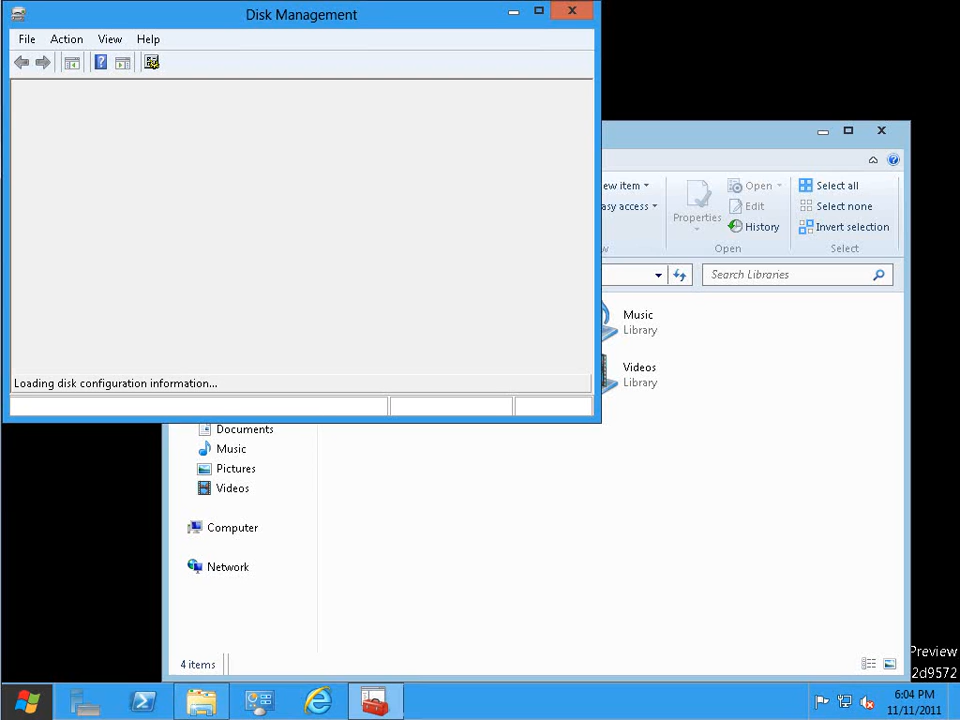 Disk Management
File Action View Help
Loading disk configuration information...
ew item
asy access
w
Properties
Open
Edit
History
Open
Select all
Select none
Invert selection
Select
Search Libraries
Music
Library
Videos
Library
Documents
Music
Pictures
Videos
Computer
Network
4 items
Preview
2d9572
6:04 PM
11/11/2011